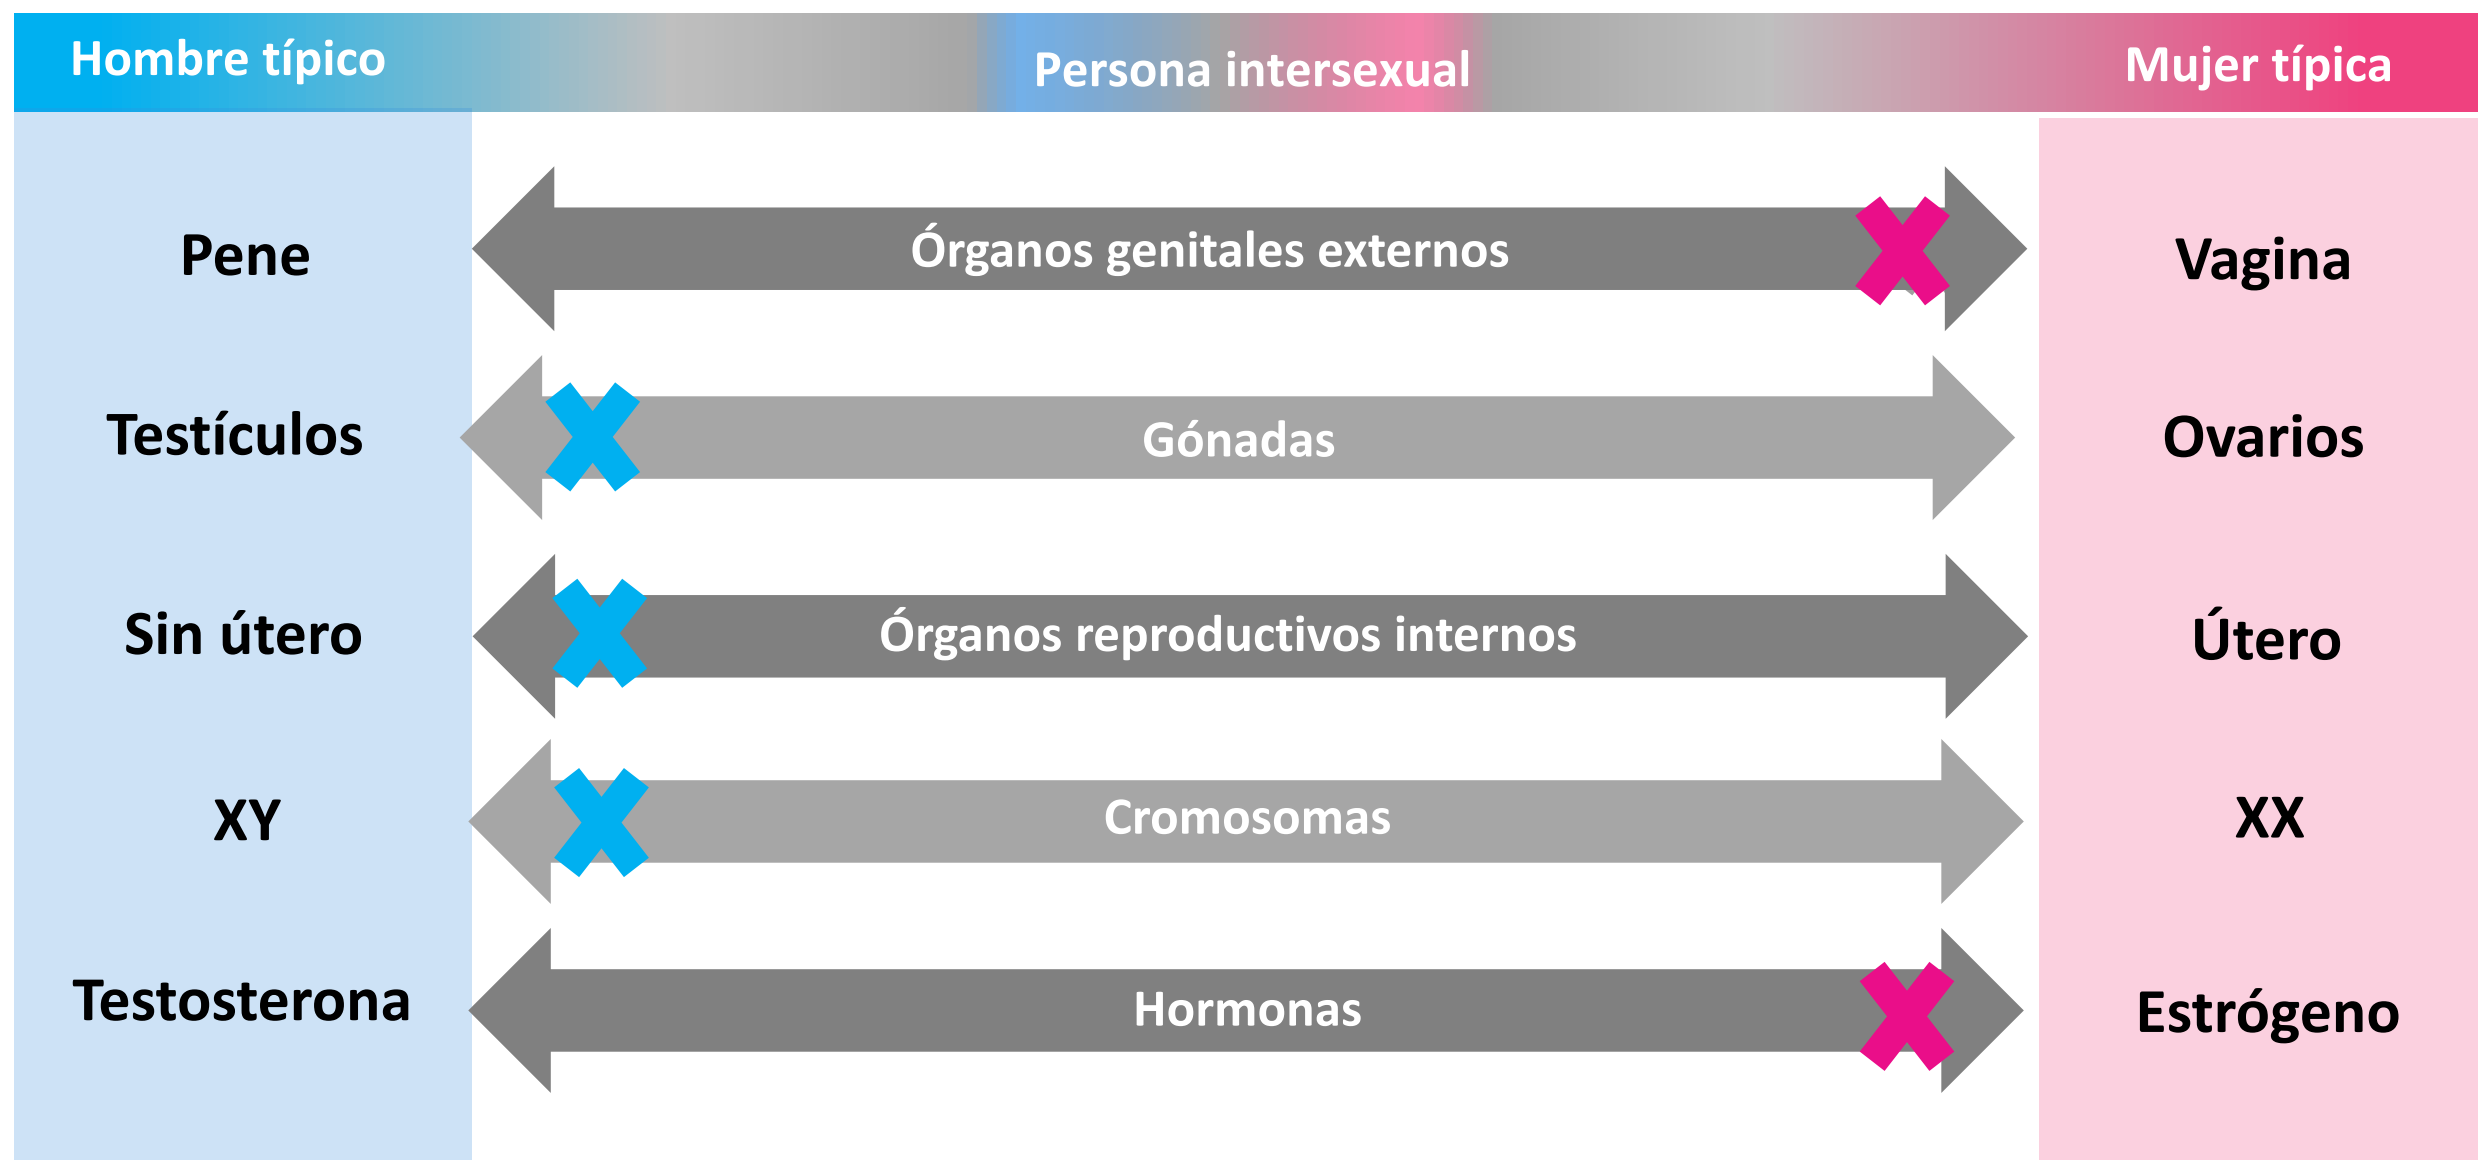 Hombre típico
Persona intersexual
Mujer típica
Pene
Órganos genitales externos
Vagina
Testículos
Gónadas
Ovarios
Sin útero
Órganos reproductivos internos
Útero
XY
Cromosomas
XX
Testosterona
Hormonas
Estrógeno